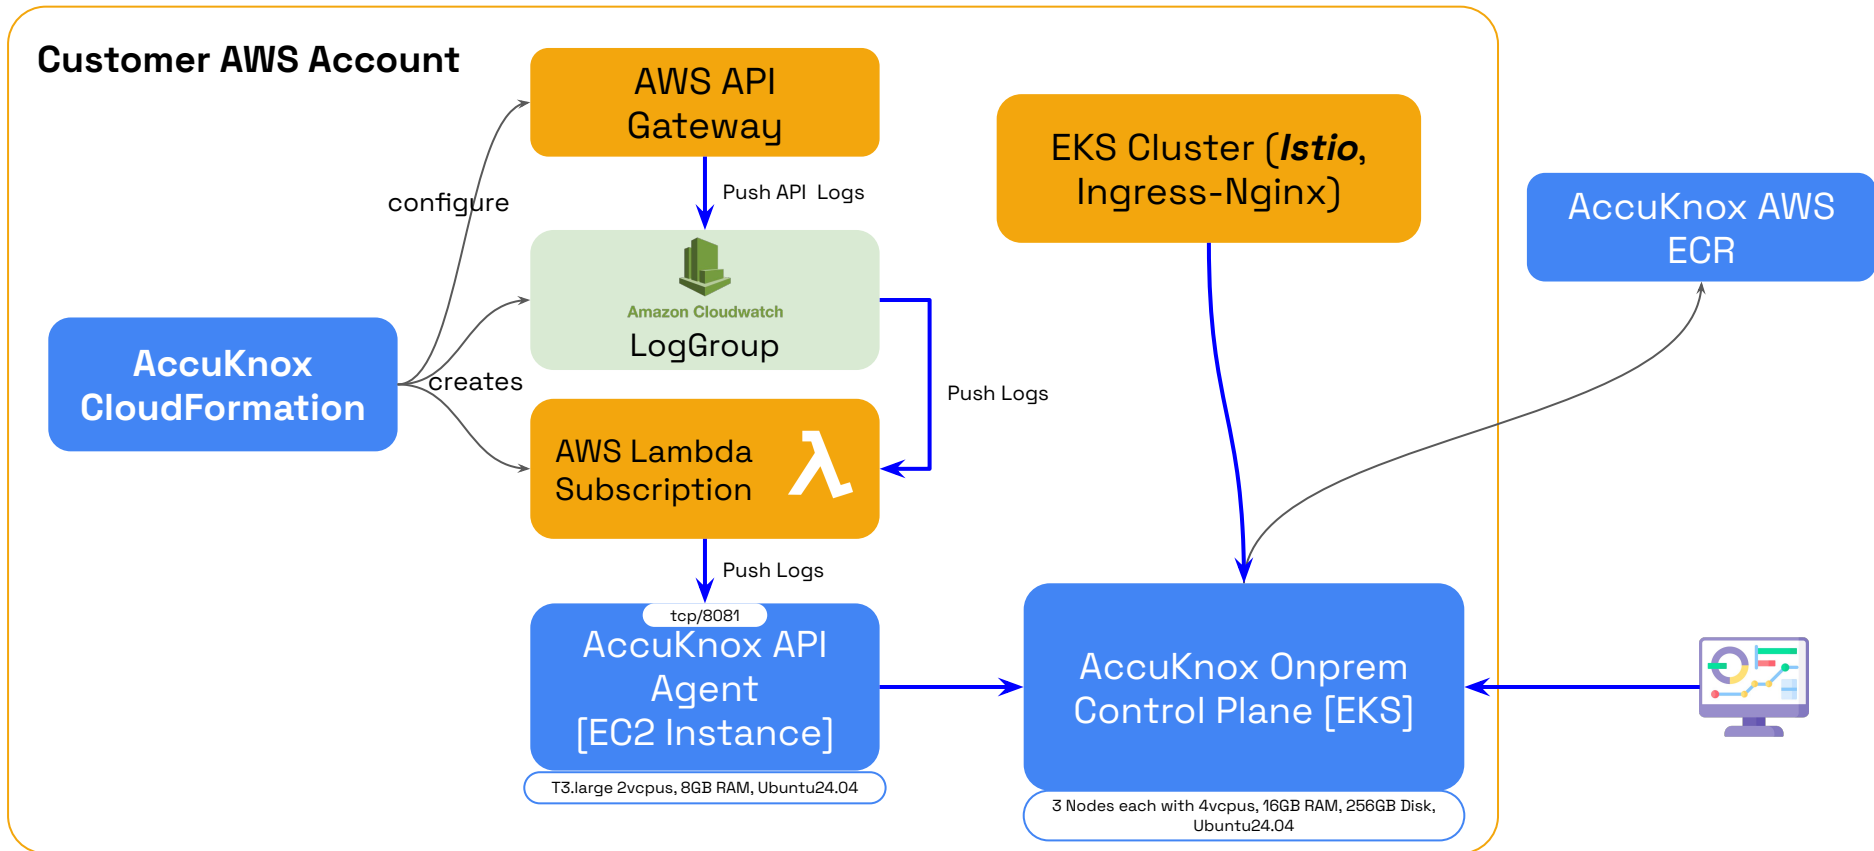 Customer AWS Account
AWS API
Gateway
configure
Push API Logs
EKS Cluster (Istio,
Ingress-Nginx)
AccuKnox AWS
ECR
Amazon Cloudwatch
LogGroup
AccuKnox
CloudFormation
creates
Push Logs
AWS Lambda
Subscription
Push Logs
tcp/8081
AccuKnox API
Agent
[EC2 Instance]
T3.large 2vcpus, 8GB RAM, Ubuntu24.04
AccuKnox Onprem
Control Plane [EKS]
3 Nodes each with 4vcpus, 16GB RAM, 256GB Disk,
Ubuntu24.04